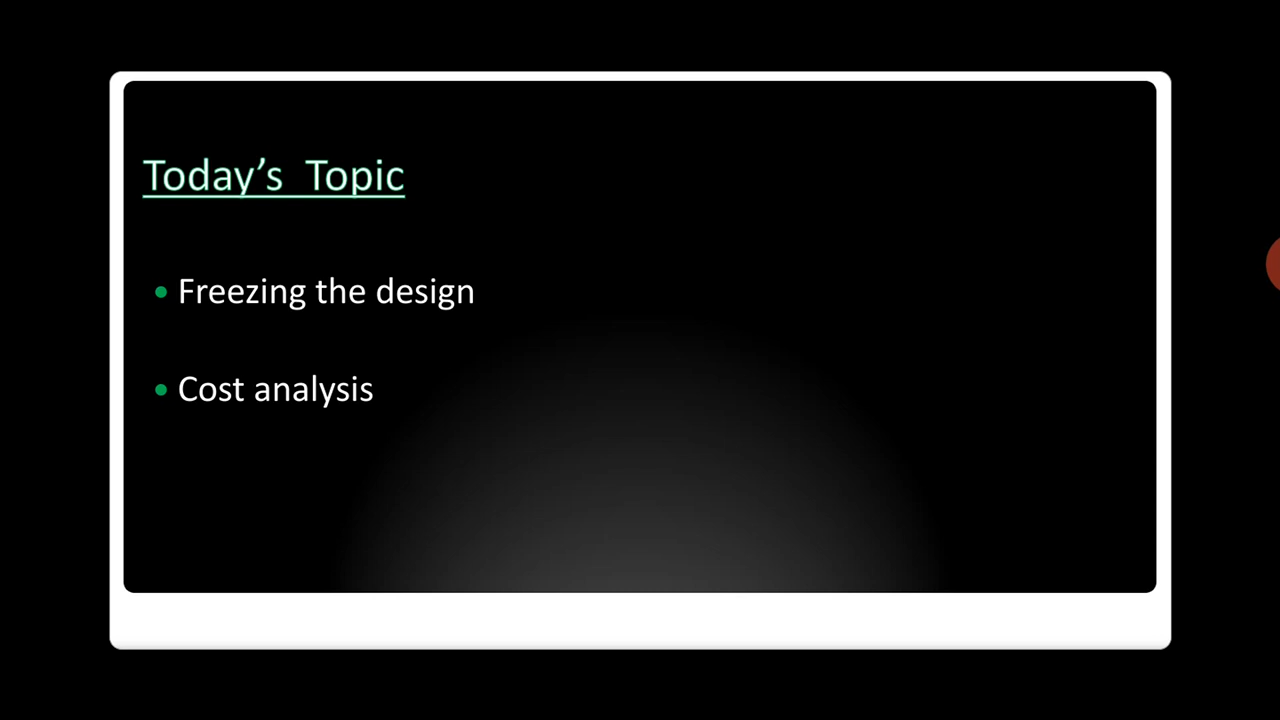 Today’s Topic
• Freezing the design
• Cost analysis